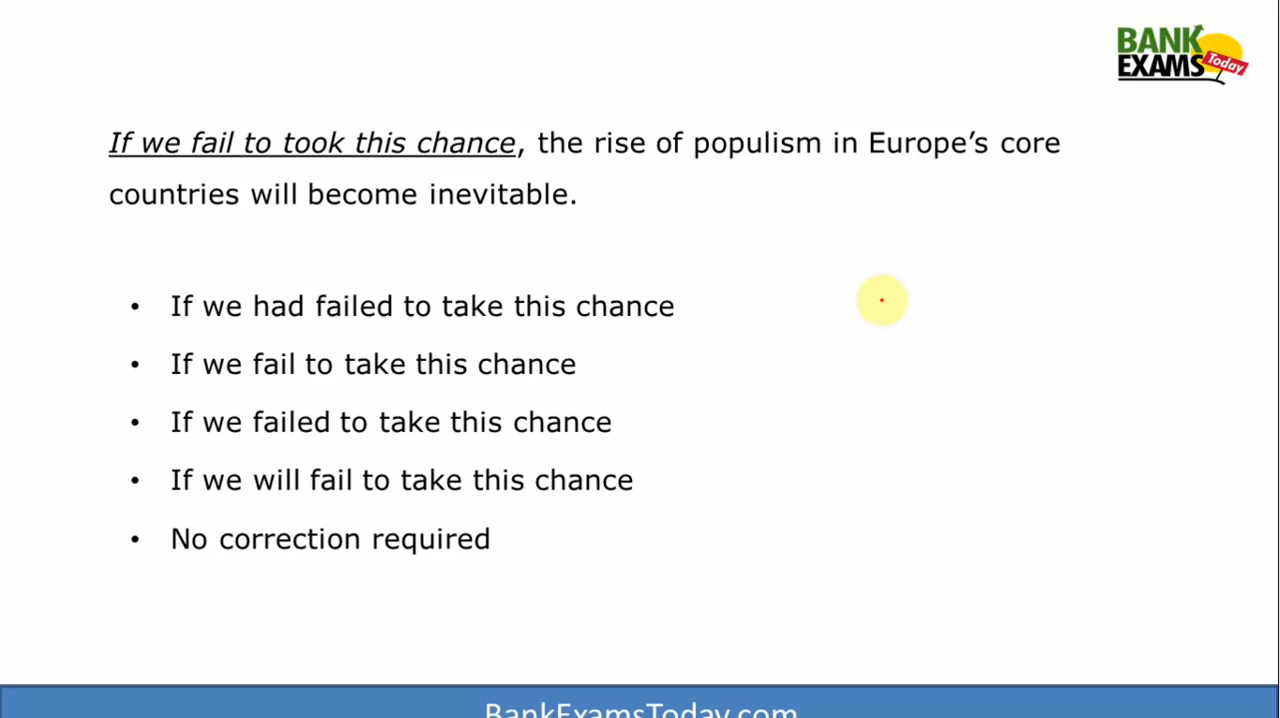 BANK
EXAMS Today
If we fail to took this chance, the rise of populism in Europe’s core
countries will become inevitable.
• If we had failed to take this chance
• If we fail to take this chance
• If we failed to take this chance
• If we will fail to take this chance
• No correction required
BankExamsToday.com